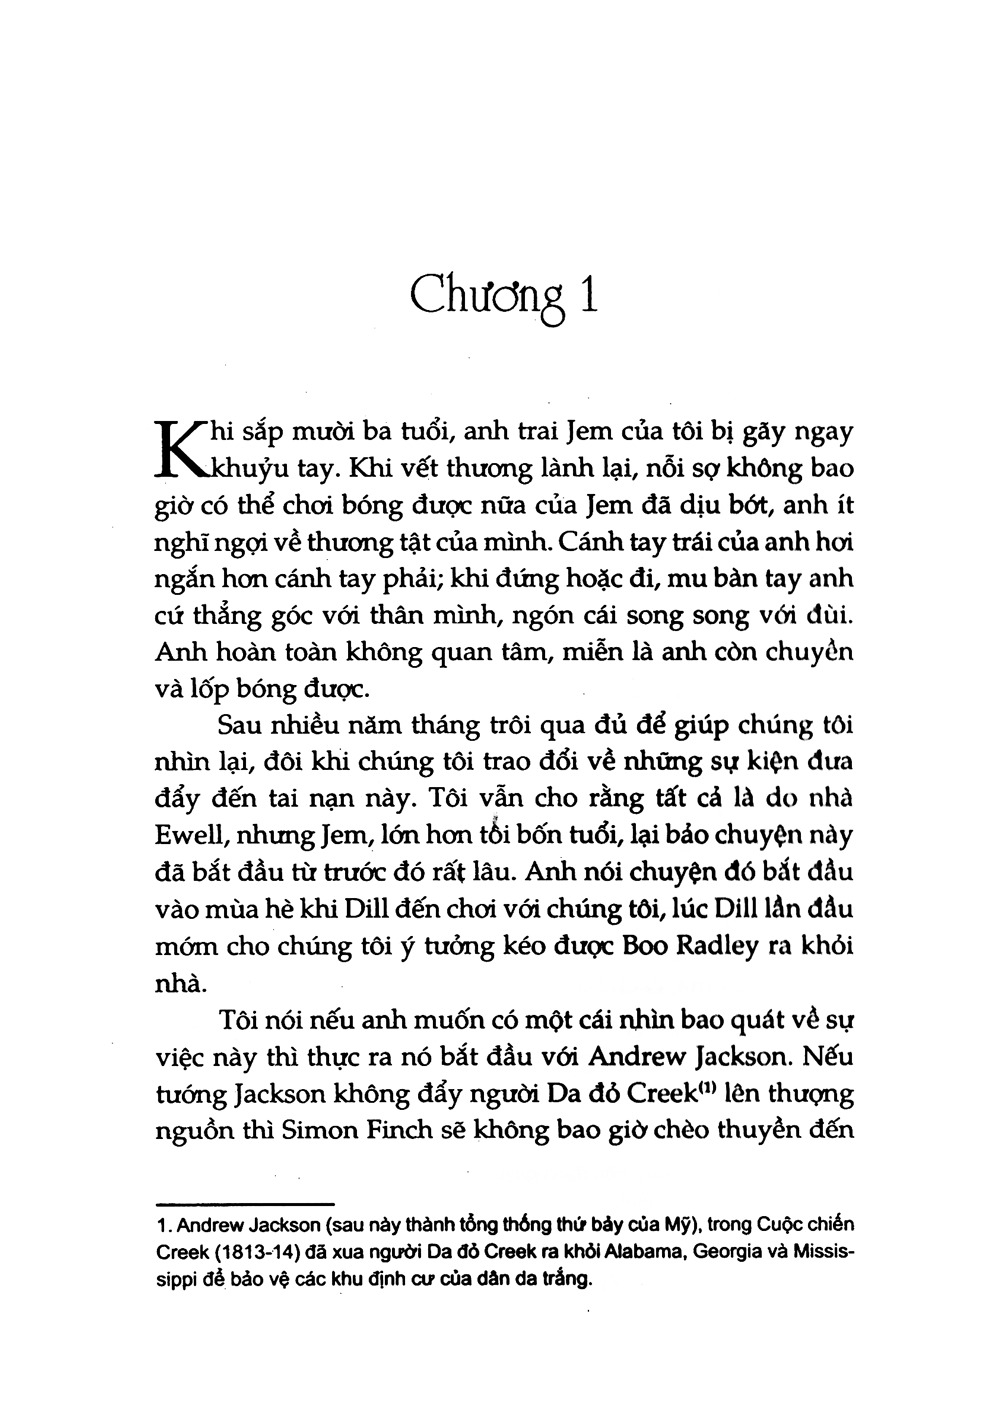 Chương 1
Khi sắp mười ba tuổi, anh trai Jem của tôi bị gãy ngay
khuỷu tay. Khi vết thương lành lại, nỗi sợ không bao
giờ có thể chơi bóng được nữa của Jem đã dịu bớt, anh ít
nghĩ ngợi về thương tật của mình. Cánh tay trái của anh hơi
ngắn hơn cánh tay phải; khi đứng hoặc đi, mu bàn tay anh
cứ thẳng góc với thân mình, ngón cái song song với đùi.
Anh hoàn toàn không quan tâm, miễn là anh còn chuyền
và lốp bóng được.
Sau nhiều năm tháng trôi qua đủ để giúp chúng tôi
nhìn lại, đôi khi chúng tôi trao đổi về những sự kiện đưa
đẩy đến tai nạn này. Tôi vẫn cho rằng tất cả là do nhà
Ewell, nhưng Jem, lớn hơn tôi bốn tuổi, lại bảo chuyện này
đã bắt đầu từ trước đó rất lâu. Anh nói chuyện đó bắt đầu
vào mùa hè khi Dill đến chơi với chúng tôi, lúc Dill lần đầu
mớm cho chúng tôi ý tưởng kéo được Boo Radley ra khỏi
nhà.
Tôi nói nếu anh muốn có một cái nhìn bao quát về sự
việc này thì thực ra nó bắt đầu với Andrew Jackson. Nếu
tướng Jackson không đẩy người Da đỏ Creek(1) lên thượng
nguồn thì Simon Finch sẽ không bao giờ chèo thuyền đến
1. Andrew Jackson (sau này thành tổng thống thứ bảy của Mỹ), trong Cuộc chiến
Creek (1813-14) đã xua người Da đỏ Creek ra khỏi Alabama, Georgia và Missis-
sippi để bảo vệ các khu định cư của dân da trắng.